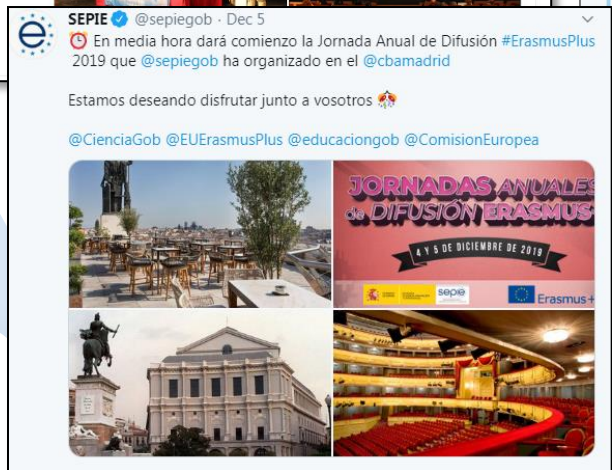 SEPIE @sepiegob · Dec 5
⏰ En media hora dará comienzo la Jornada Anual de Difusión #ErasmusPlus
2019 que @sepiegob ha organizado en el @cbamadrid
Estamos deseando disfrutar junto a vosotros
@CienciaGob @EUErasmusPlus @educaciongob @ComisionEuropea
JORNADAS ANUALES
de DIFUSIÓN ERASMUS+
4 Y 5 DE DICIEMBRE DE 2019
sepie
Erasmus+